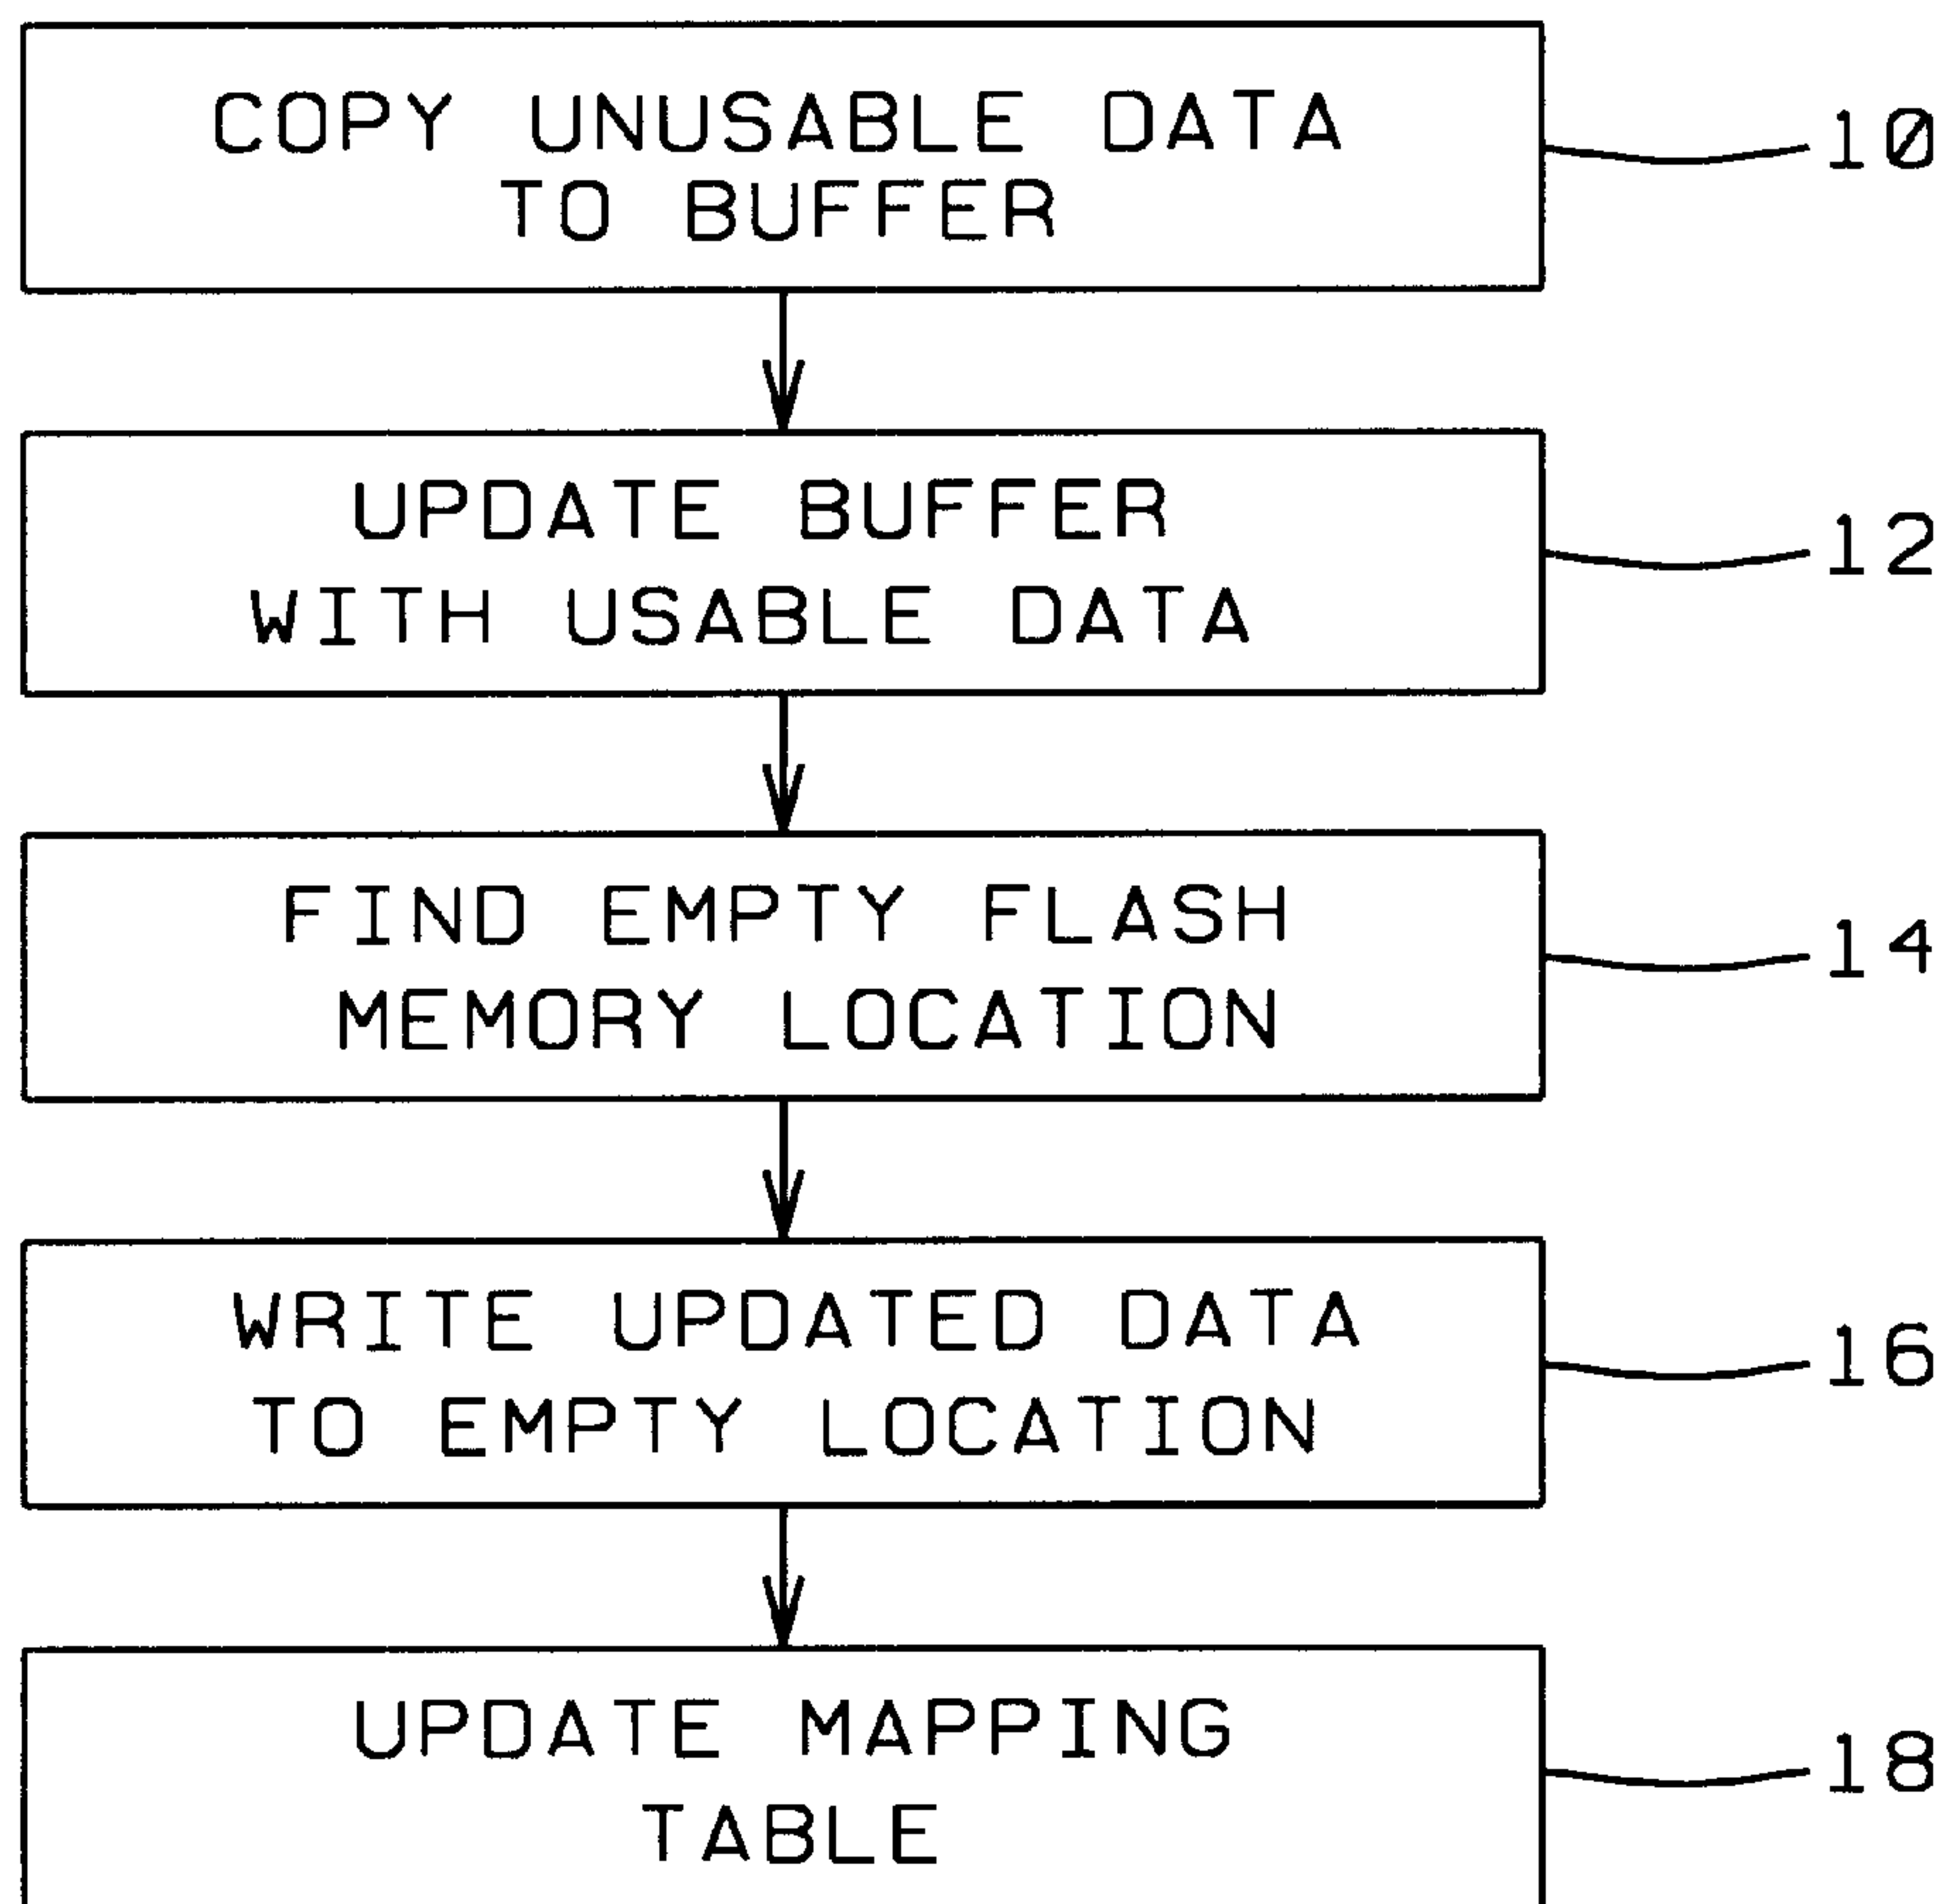 COPY UNUSABLE DATA
TO BUFFER
10
UPDATE BUFFER
WITH USABLE DATA
12
FIND EMPTY FLASH
MEMORY LOCATION
14
WRITE UPDATED DATA
TO EMPTY LOCATION
16
UPDATE MAPPING
TABLE
18